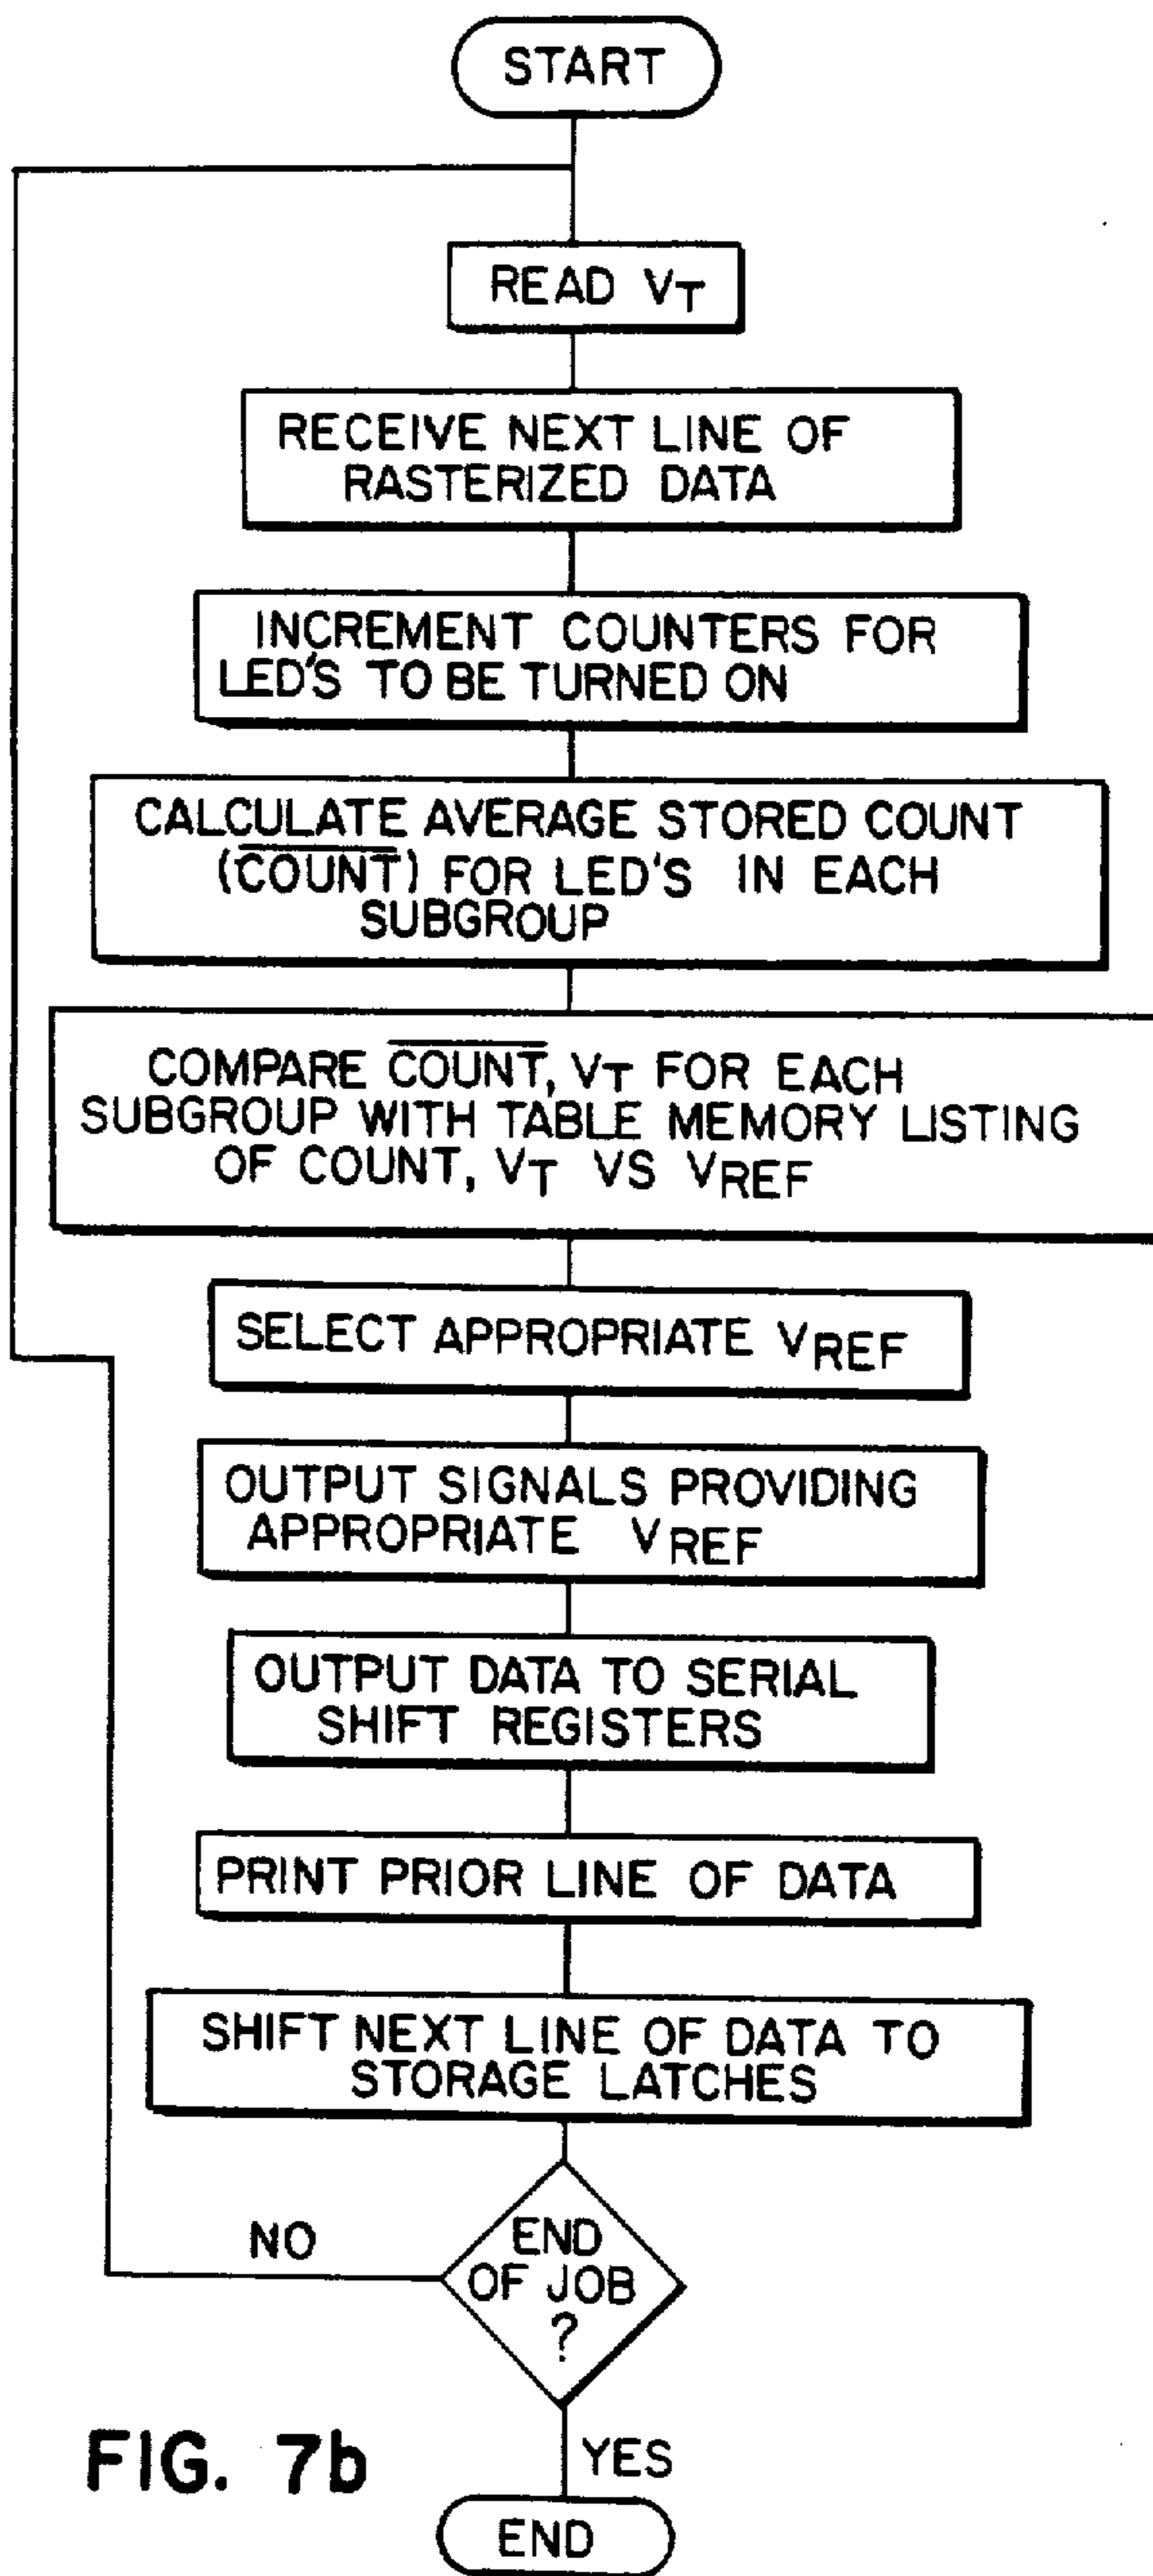 START
READ VT
RECEIVE NEXT LINE OF
RASTERIZED DATA
INCREMENT COUNTERS FOR
LED'S TO BE TURNED ON
CALCULATE AVERAGE STORED COUNT
(C̅O̅U̅N̅T̅) FOR LED'S IN EACH
SUBGROUP
COMPARE C̅O̅U̅N̅T̅, VT FOR EACH
SUBGROUP WITH TABLE MEMORY LISTING
OF COUNT, VT VS VREF
SELECT APPROPRIATE VREF
OUTPUT SIGNALS PROVIDING
APPROPRIATE VREF
OUTPUT DATA TO SERIAL
SHIFT REGISTERS
PRINT PRIOR LINE OF DATA
SHIFT NEXT LINE OF DATA TO
STORAGE LATCHES
NO
END
OF JOB
?
YES
END
FIG. 7b